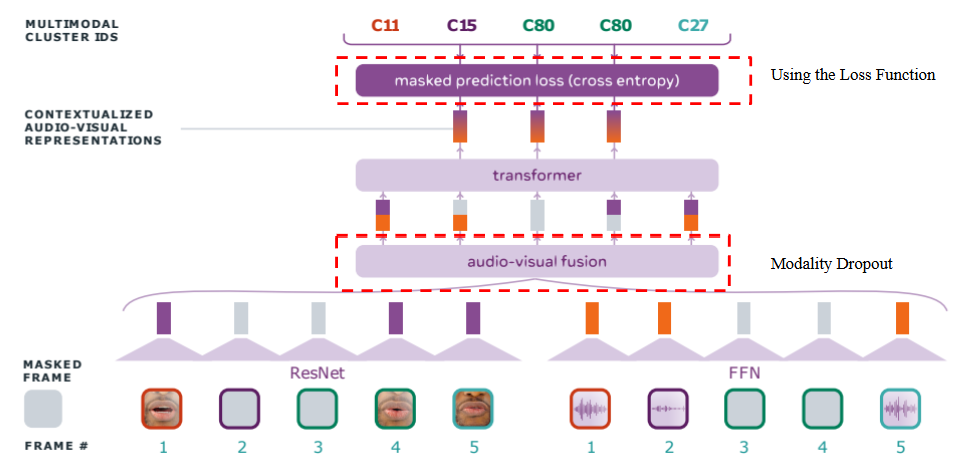 MULTIMODAL
CLUSTER IDS
C11 C15 C80 C80 C27
masked prediction loss (cross entropy)
Using the Loss Function
CONTEXTUALIZED
AUDIO-VISUAL
REPRESENTATIONS
transformer
audio-visual fusion
Modality Dropout
MASKED
FRAME
ResNet
FFN
FRAME #
1 2 3 4 5
1 2 3 4 5